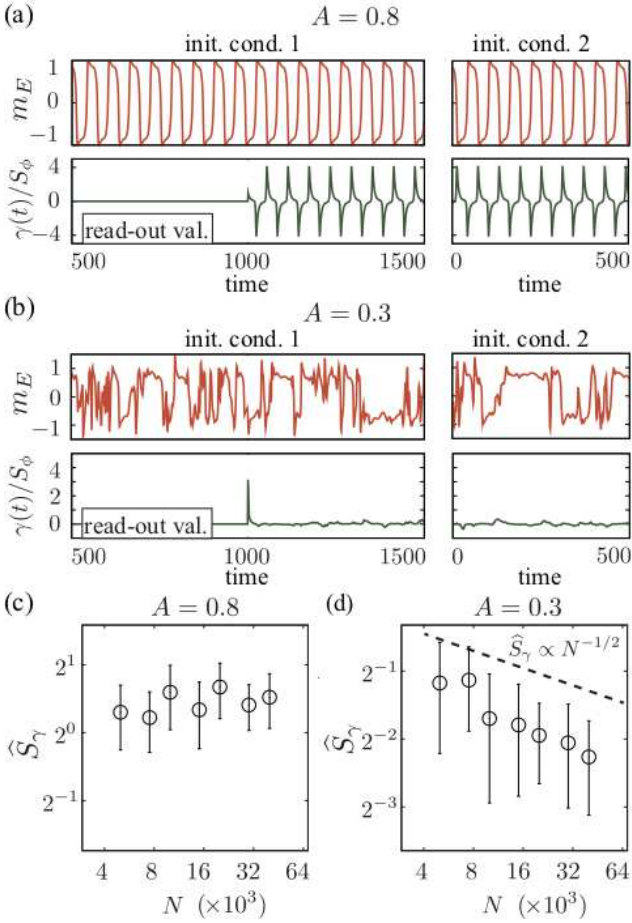 (a) A = 0.8
init. cond. 1 init. cond. 2
m_E
1
0
−1
γ(t)/S_ϕ
4
0
−4
read-out val.
500 1000 1500 0 500
time time
(b) A = 0.3
init. cond. 1 init. cond. 2
m_E
1
0
−1
γ(t)/S_ϕ
4
2
0
read-out val.
500 1000 1500 0 500
time time
(c) A = 0.8
Ŝ_γ
2^1
2^0
2^{-1}
4 8 16 32 64
N (×10^3)
(d) A = 0.3
Ŝ_γ ∝ N^{-1/2}
Ŝ_γ
2^{-1}
2^{-2}
2^{-3}
4 8 16 32 64
N (×10^3)